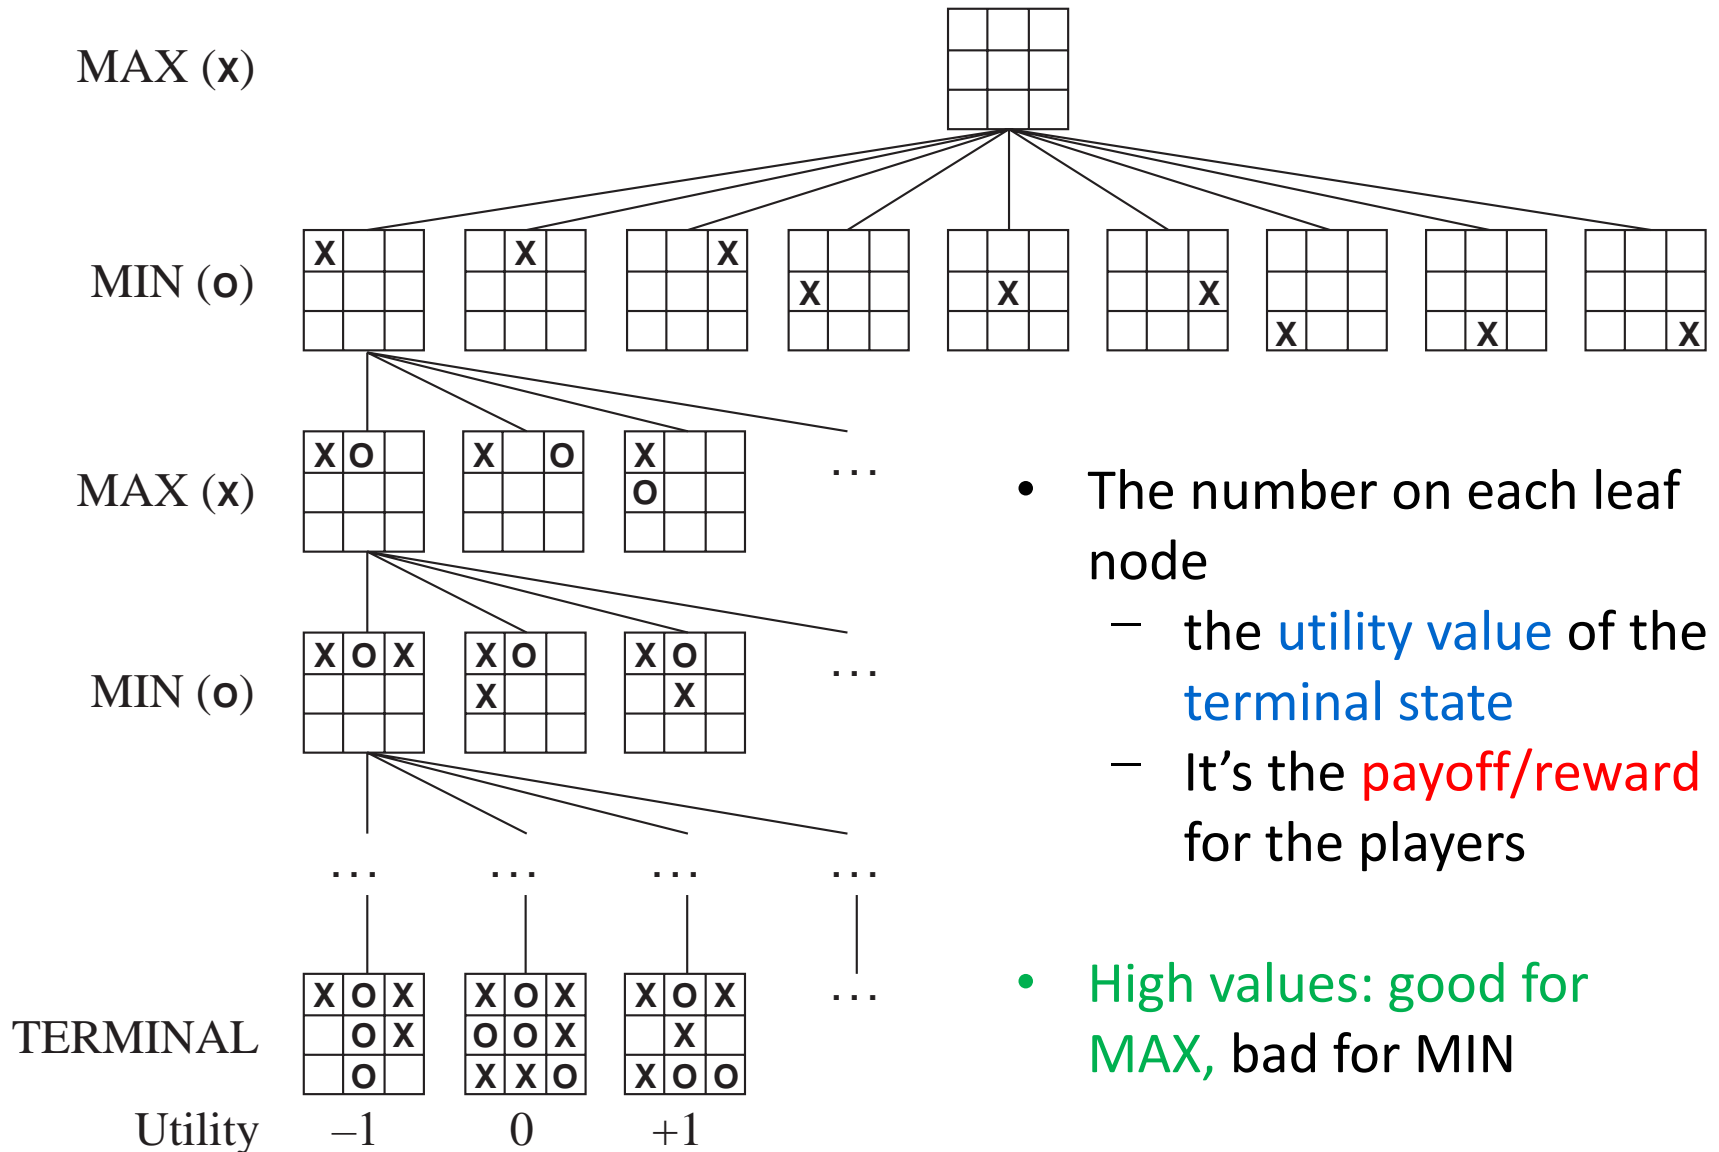 MAX (X)
MIN (O)
X X X X X X X X X
MAX (X)
X O X O X ...
O
MIN (O)
X O X X O X O ...
X X
... ... ... ...
TERMINAL
X O X X O X X O X ...
O X O O X X
O X X O X O O
Utility –1 0 +1
• The number on each leaf
node
– the utility value of the
terminal state
– It’s the payoff/reward
for the players
• High values: good for
MAX, bad for MIN